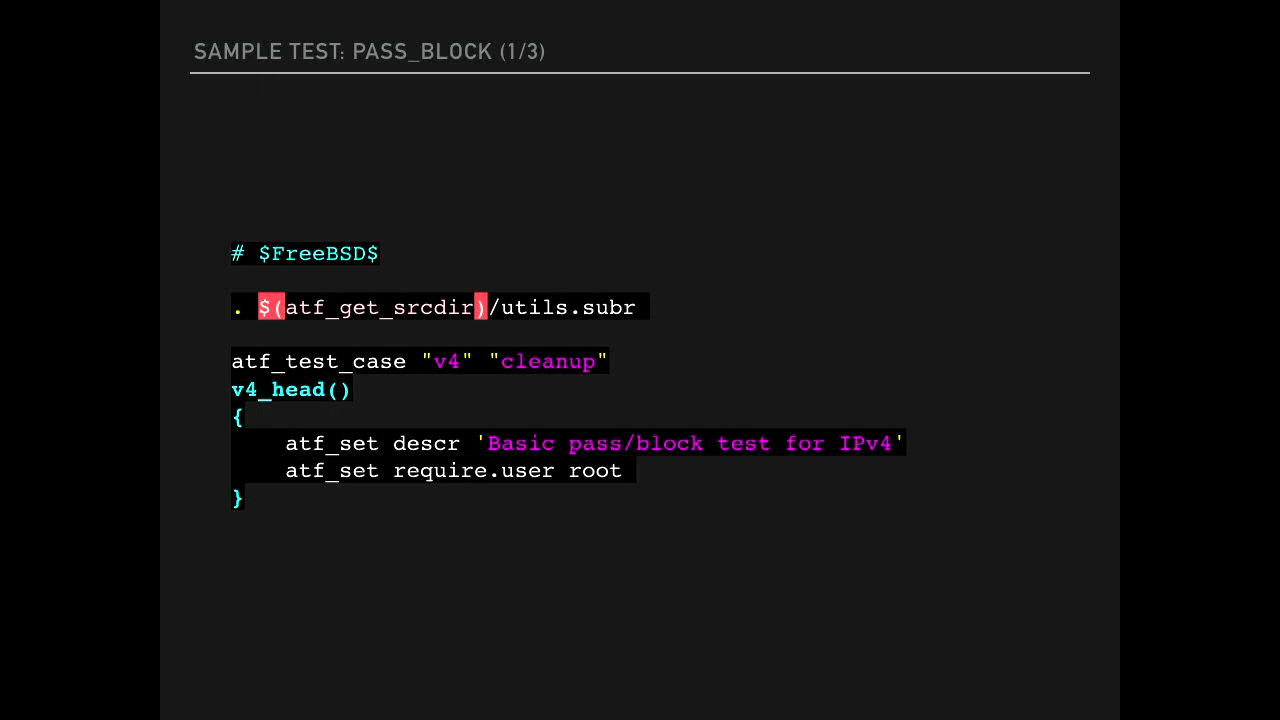 SAMPLE TEST: PASS_BLOCK (1/3)
# $FreeBSD$
. $(atf_get_srcdir)/utils.subr
atf_test_case "v4" "cleanup"
v4_head()
{
    atf_set descr 'Basic pass/block test for IPv4'
    atf_set require.user root
}